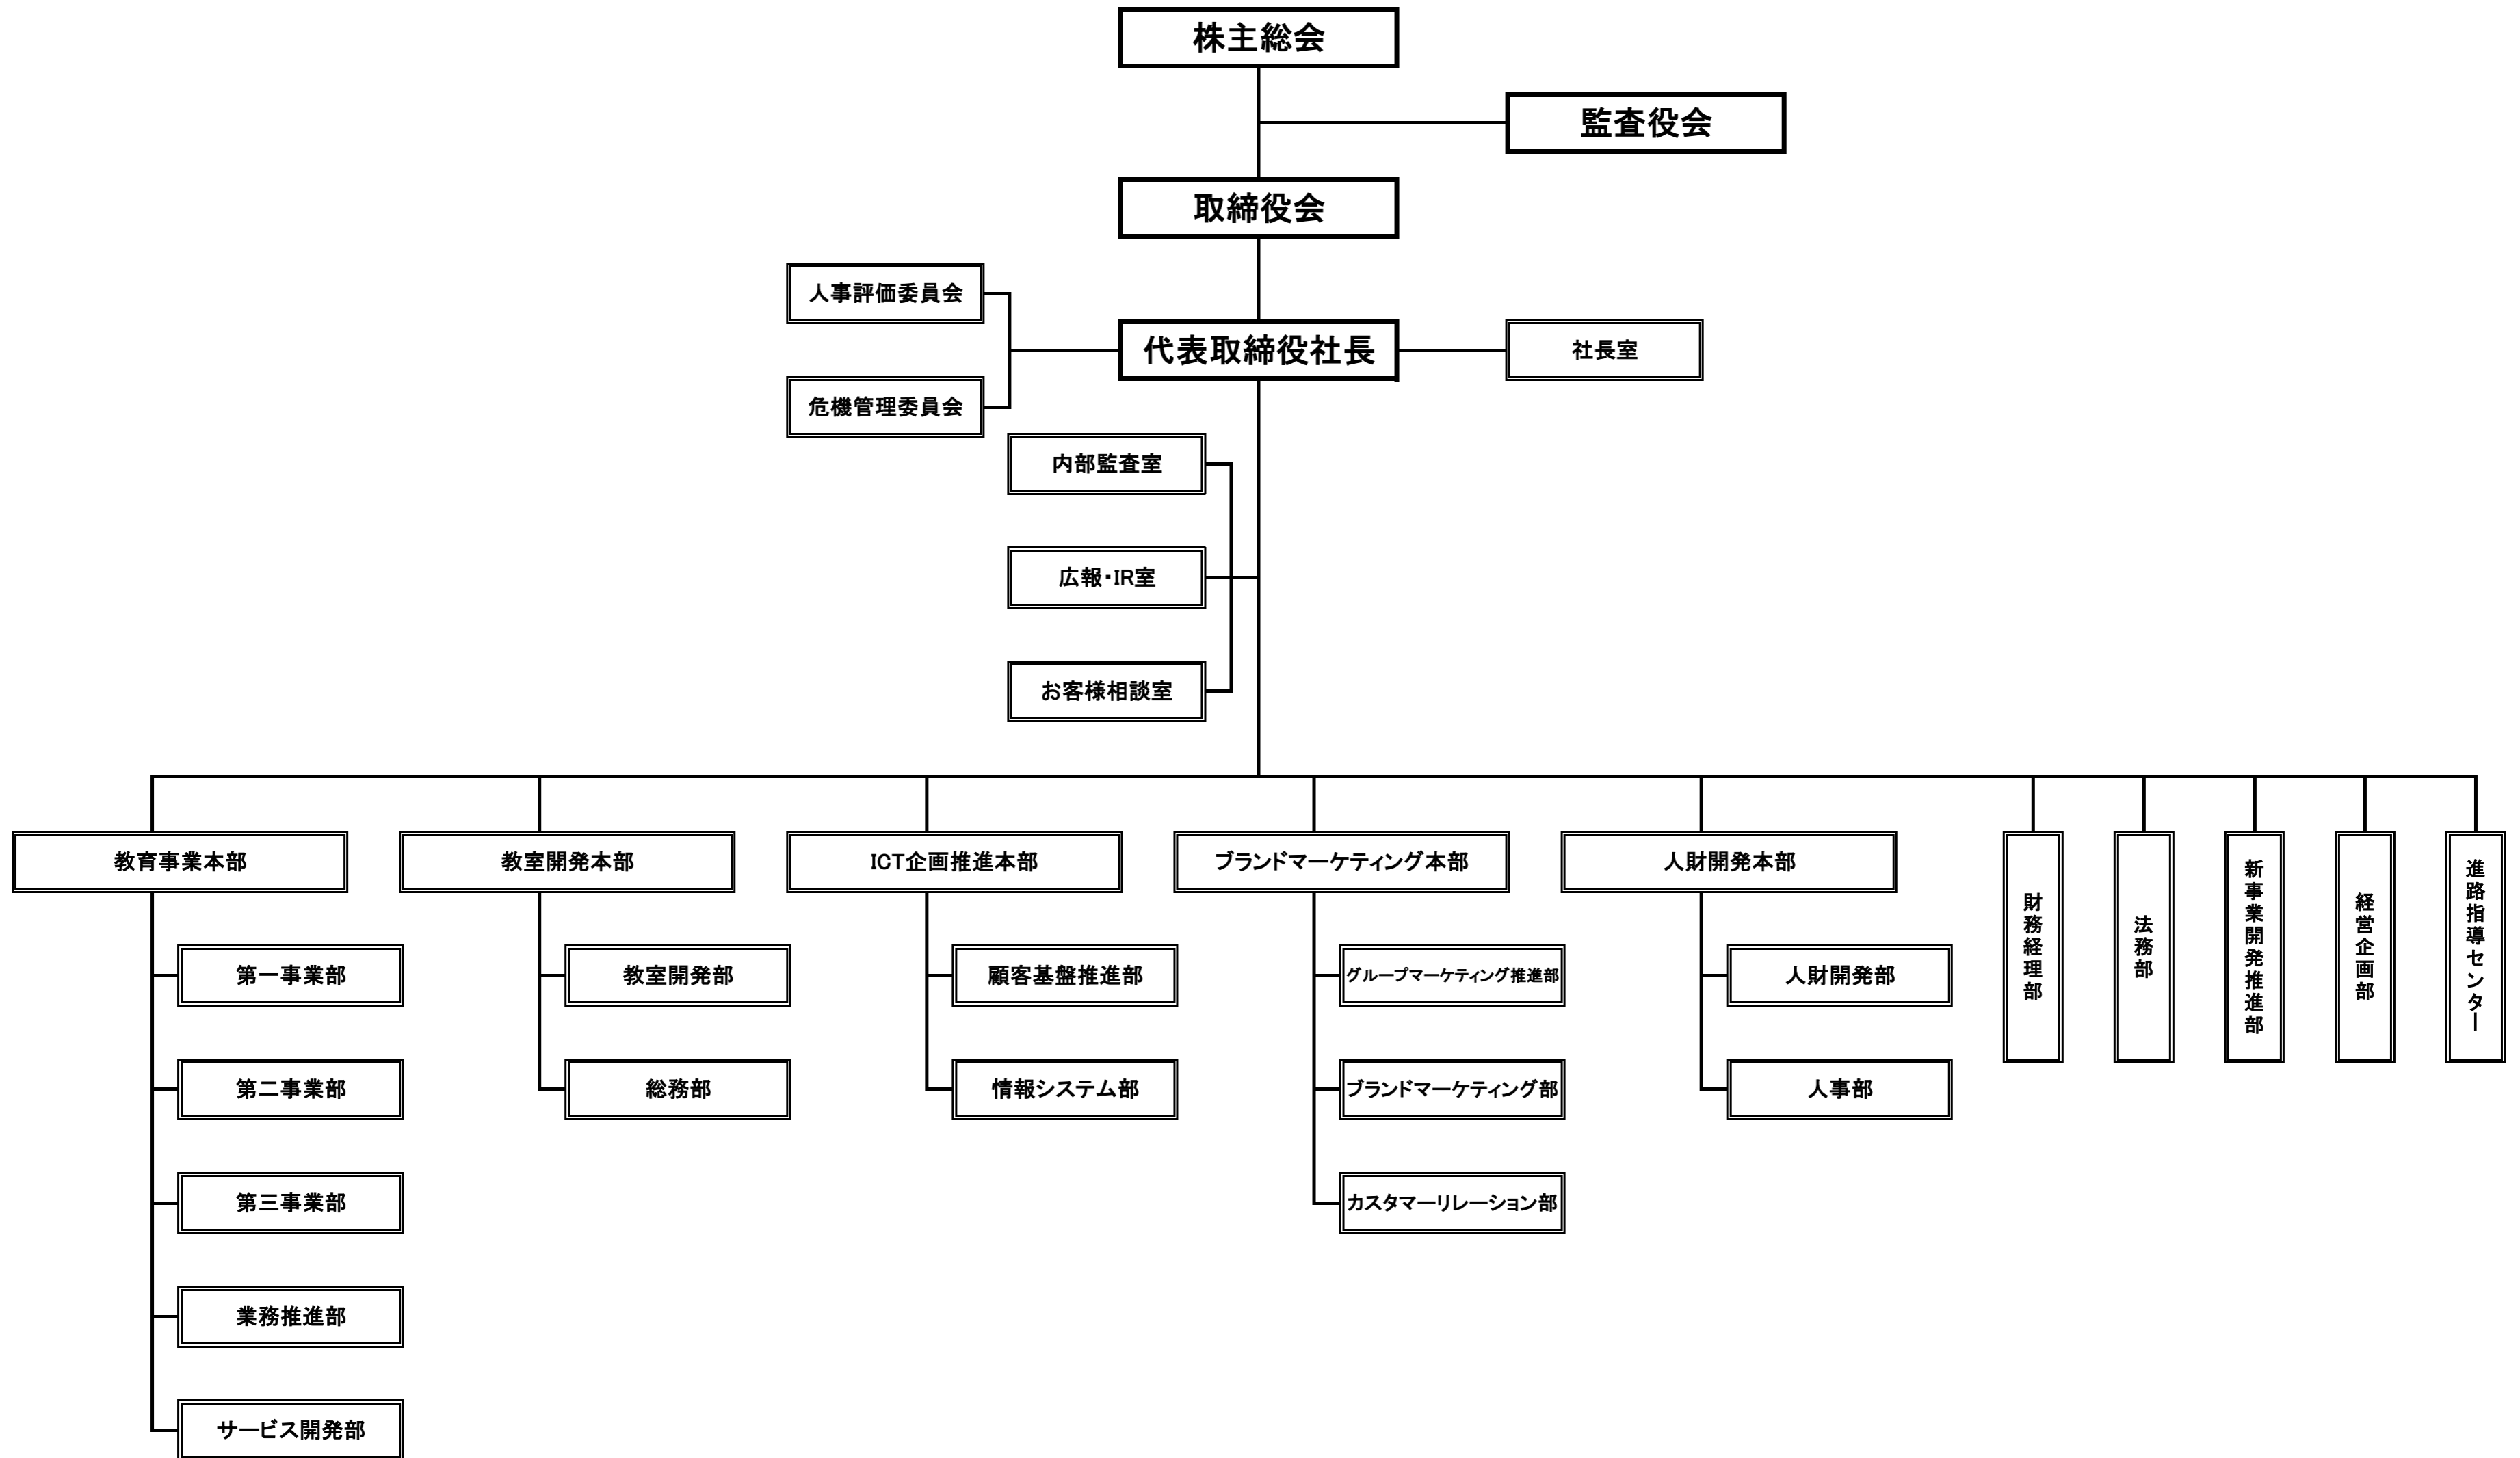 株主総会
監査役会
取締役会
人事評価委員会
代表取締役社長
社長室
危機管理委員会
内部監査室
広報・IR室
お客様相談室
教育事業本部
教室開発本部
ICT企画推進本部
ブランドマーケティング本部
人財開発本部
財務経理部
法務部
新事業開発推進部
経営企画部
進路指導センター
第一事業部
教室開発部
顧客基盤推進部
グループマーケティング推進部
人財開発部
第二事業部
総務部
情報システム部
ブランドマーケティング部
人事部
第三事業部
カスタマーリレーション部
業務推進部
サービス開発部